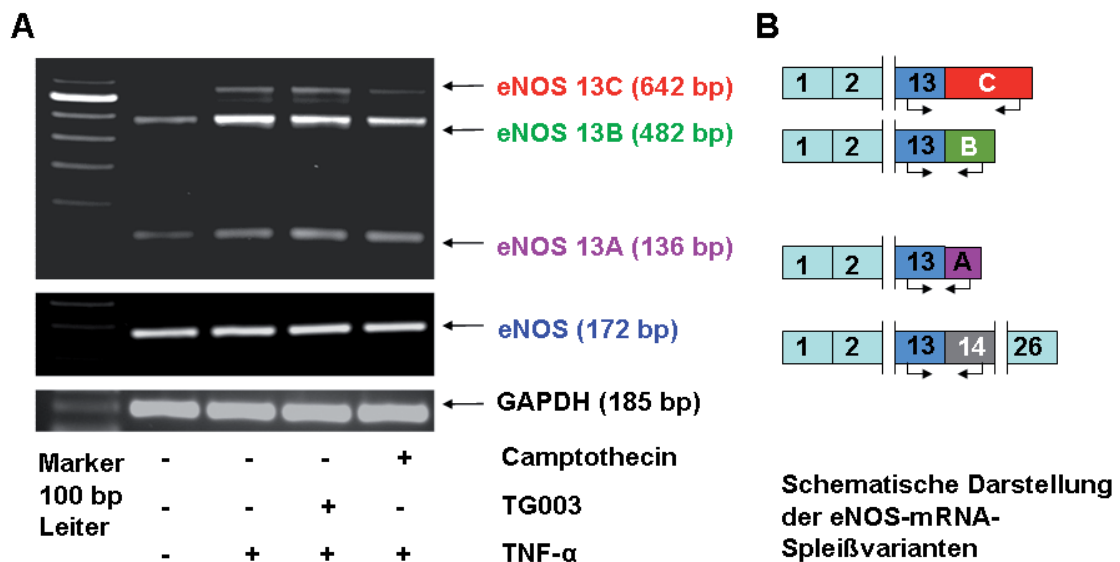 A
eNOS 13C (642 bp)
eNOS 13B (482 bp)
eNOS 13A (136 bp)
eNOS (172 bp)
GAPDH (185 bp)
Marker
100 bp
Leiter
- - - + Camptothecin
- - + - TG003
- + + + TNF-α
B
1 2 13 C
1 2 13 B
1 2 13 A
1 2 13 14 26
Schematische Darstellung
der eNOS-mRNA-
Spleißvarianten